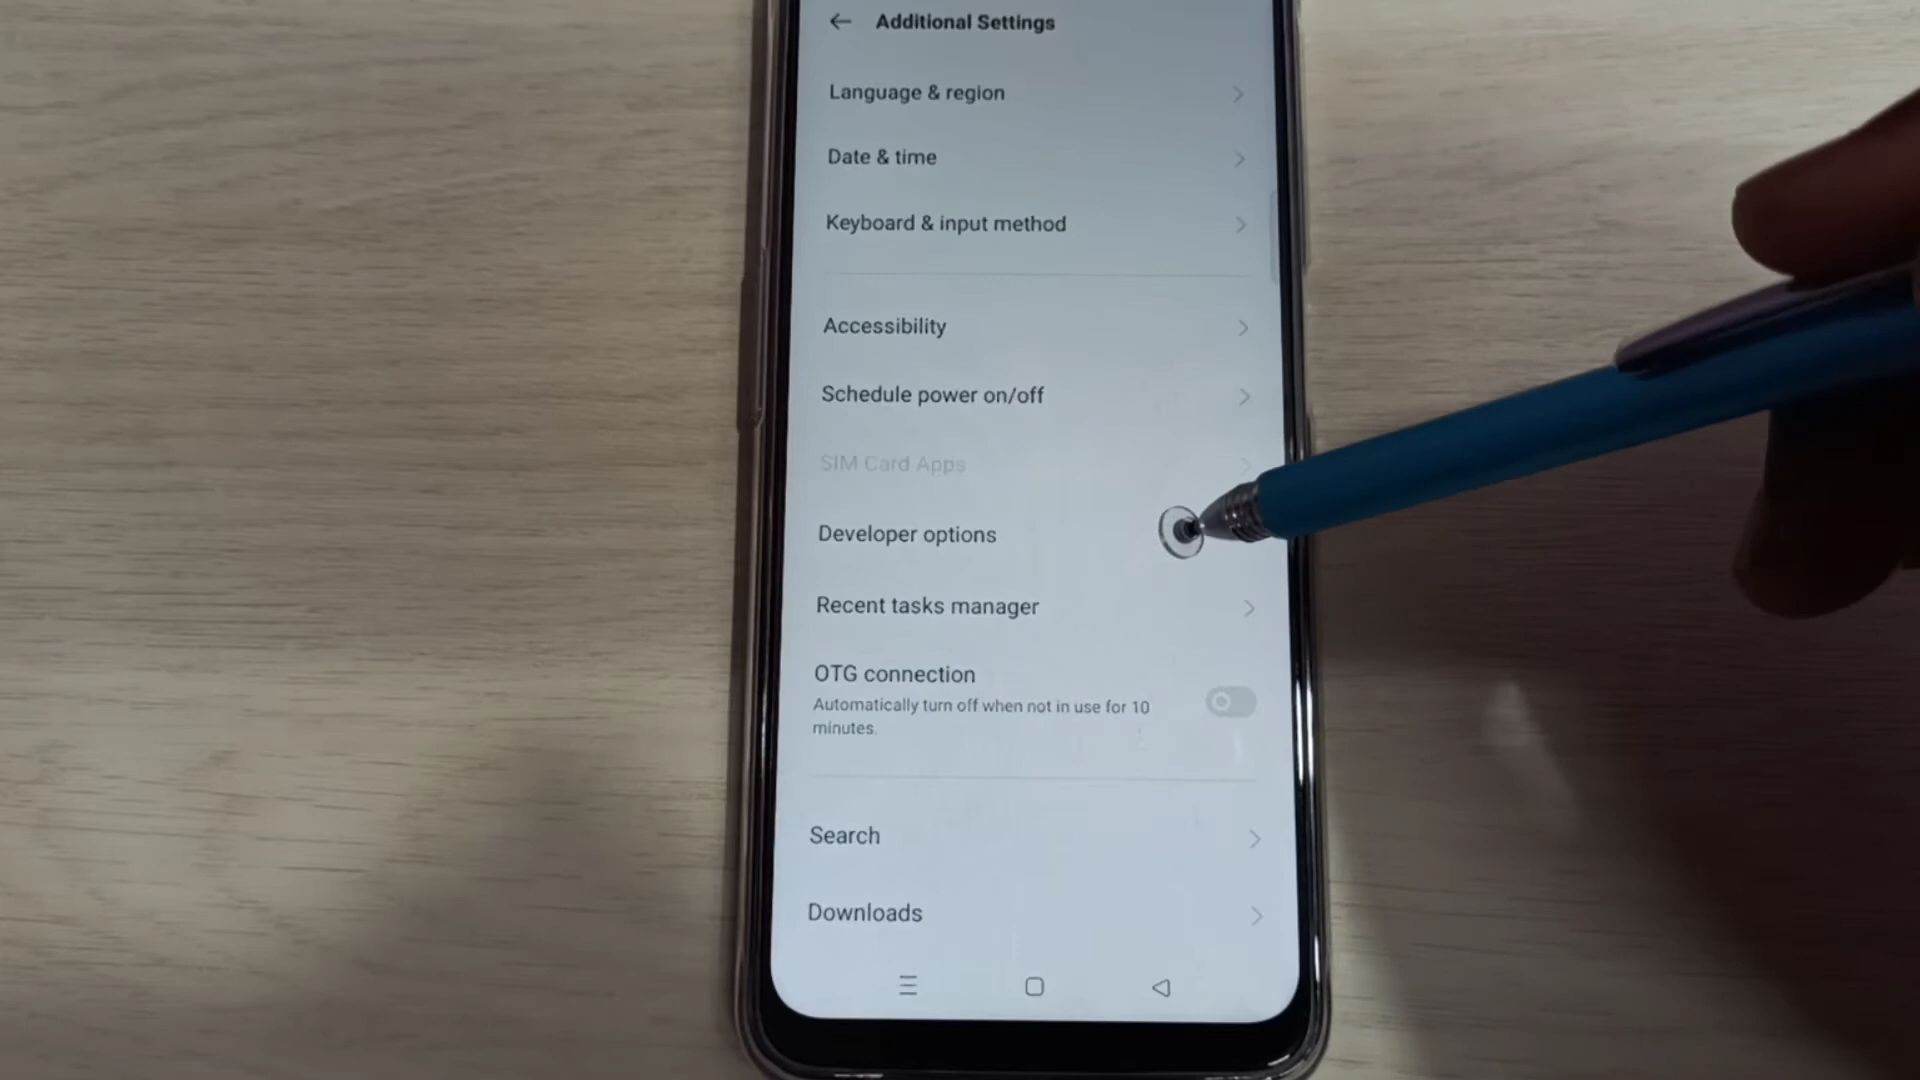 Additional Settings
Language & region
Date & time
Keyboard & input method
Accessibility
Schedule power on/off
SIM Card Apps
Developer options
Recent tasks manager
OTG connection
Automatically turn off when not in use for 10
minutes.
Search
Downloads